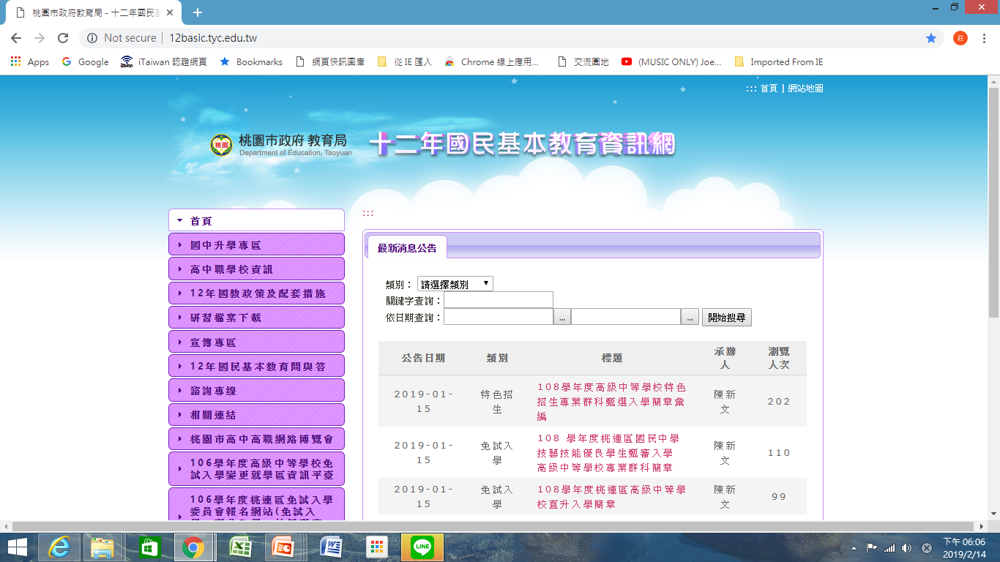 桃園市政府教育局 - 十二年國民基
Not secure | 12basic.tyc.edu.tw
莊
Apps Google iTaiwan 認證網頁 Bookmarks 網頁快訊圖庫 從 IE 匯入 Chrome 線上應用... 交流園地 (MUSIC ONLY) Joe... Imported From IE
::: 首頁 | 網站地圖
桃園 桃園市政府 教育局 十二年國民基本教育資訊網
Department of Education, Taoyuan
首頁
國中升學專區
高中職學校資訊
12年國教政策及配套措施
研習檔案下載
宣傳專區
12年國民基本教育問與答
諮詢專線
相關連結
桃園市高中高職網路博覽會
106學年度高級中等學校免
試入學變更就學區資訊平臺
106學年度桃連區免試入學
委員會報名網站(免試入
:::
最新消息公告
類別： 請選擇類別
關鍵字查詢：
依日期查詢： ... ... 開始搜尋
公告日期 類別 標題 承辦人 瀏覽人次
2019-01-15 特色招生 108學年度高級中等學校特色
招生專業群科甄選入學簡章彙
編 陳新文 202
2019-01-15 免試入學 108 學年度桃連區國民中學
技藝技能優良學生甄審入學
高級中等學校專業群科簡章 陳新文 110
2019-01-15 免試入學 108學年度桃連區高級中等學
校直升入學簡章 陳新文 99
LINE
下午 06:06
2019/2/14